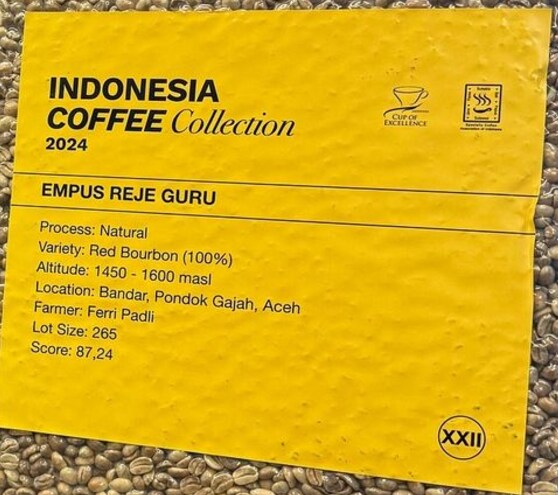 INDONESIA
COFFEE Collection
2024
CUP OF
EXCELLENCE
EMPUS REJE GURU
Process: Natural
Variety: Red Bourbon (100%)
Altitude: 1450 - 1600 masl
Location: Bandar, Pondok Gajah, Aceh
Farmer: Ferri Padli
Lot Size: 265
Score: 87,24
XXII